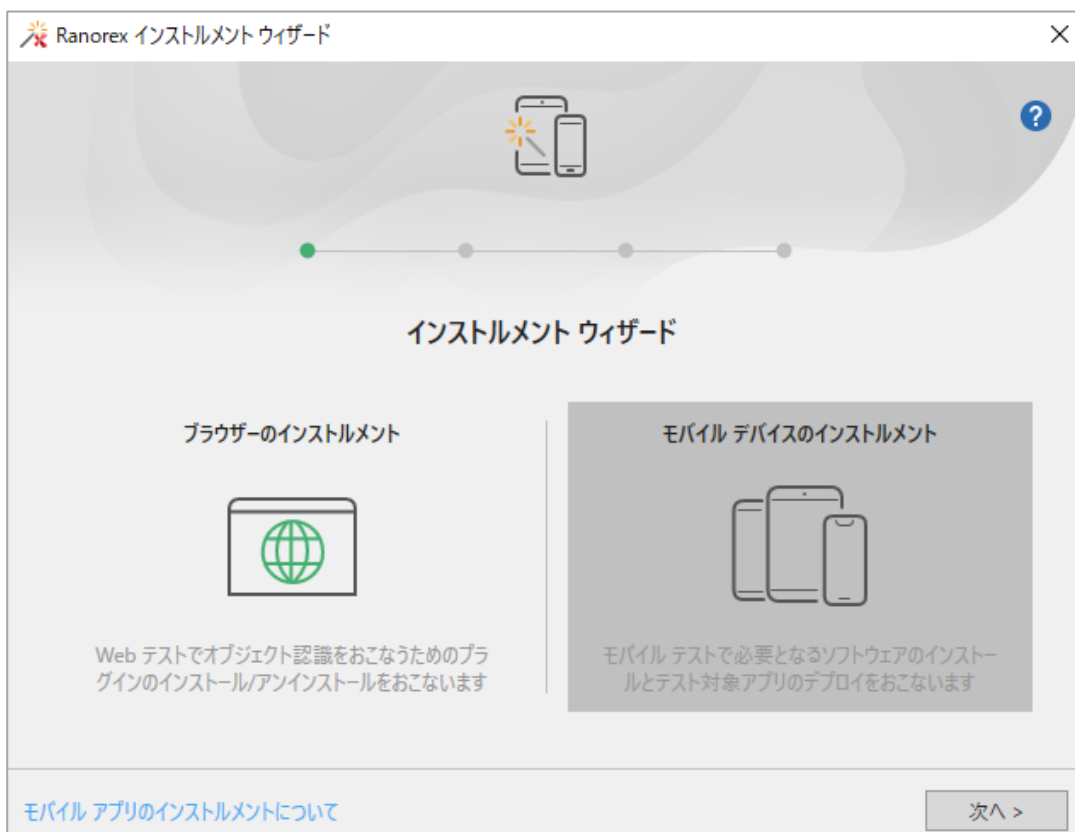 Ranorex インストルメント ウィザード
?
インストルメント ウィザード
ブラウザーのインストルメント
Web テストでオブジェクト認識をおこなうためのプラ
グインのインストール/アンインストールをおこないます
モバイル デバイスのインストルメント
モバイル テストで必要となるソフトウェアのインストー
ルとテスト対象アプリのデプロイをおこないます
モバイル アプリのインストルメントについて
次へ >